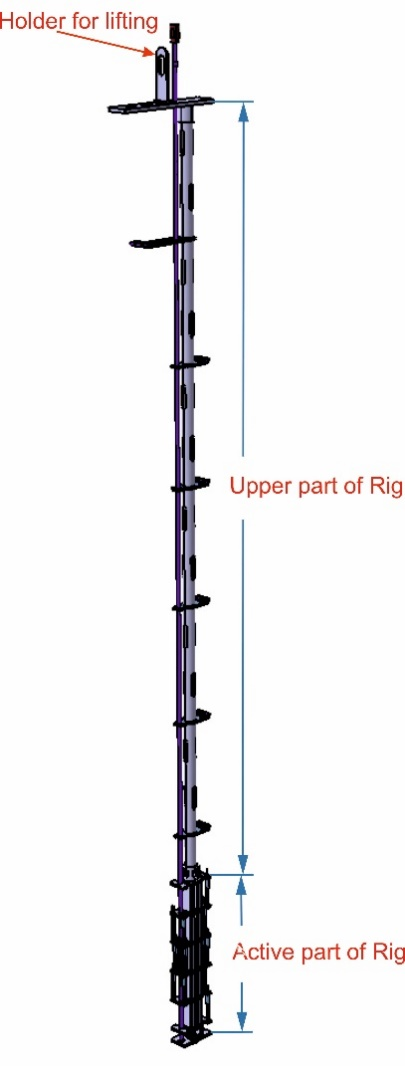 Holder for lifting
Upper part of Rig
Active part of Rig